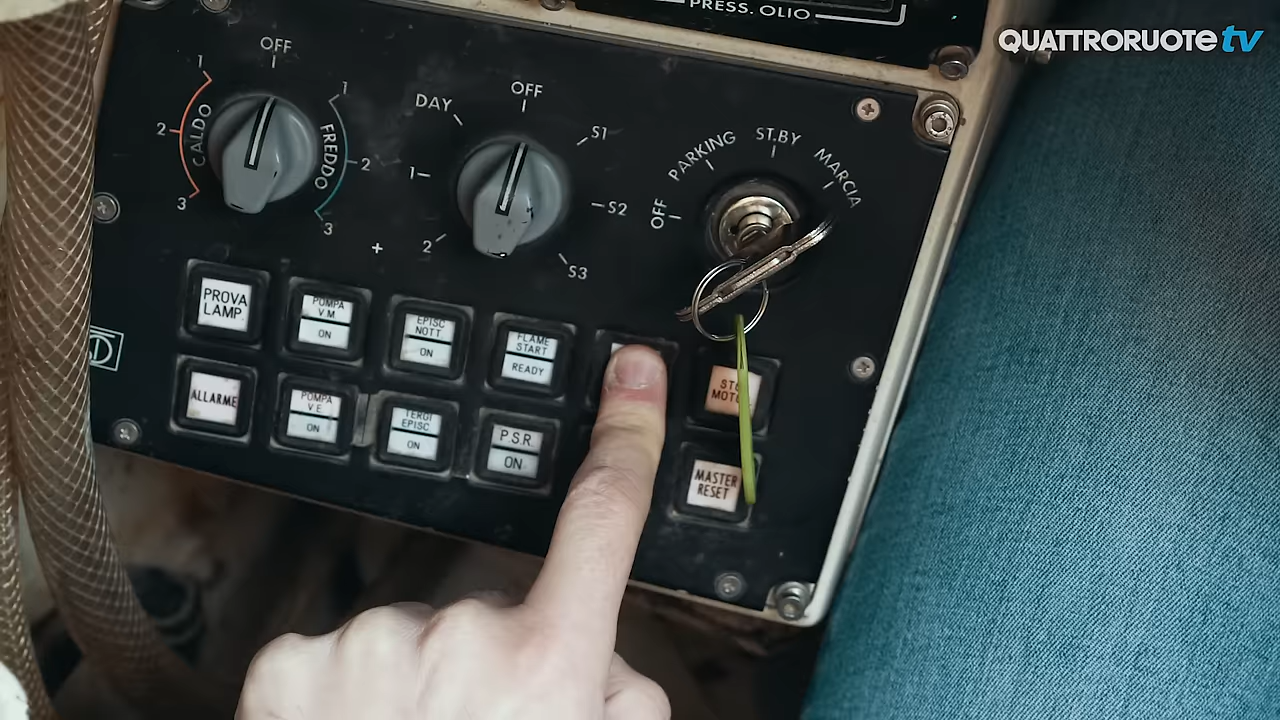 PRESS. OLIO
QUATTRORUOTE tv
OFF
1
2
3
CALDO
FREDDO
1
2
3
+
OFF
DAY
1
2
S1
S2
S3
OFF
PARKING
ST.BY
MARCIA
PROVA
LAMP
POMPA
V.M
ON
EPISC
NOTT
ON
FLAME
START
READY
ALLARME
POMPA
V.E
ON
TERGI
EPISC
ON
P.S.R.
ON
MASTER
RESET